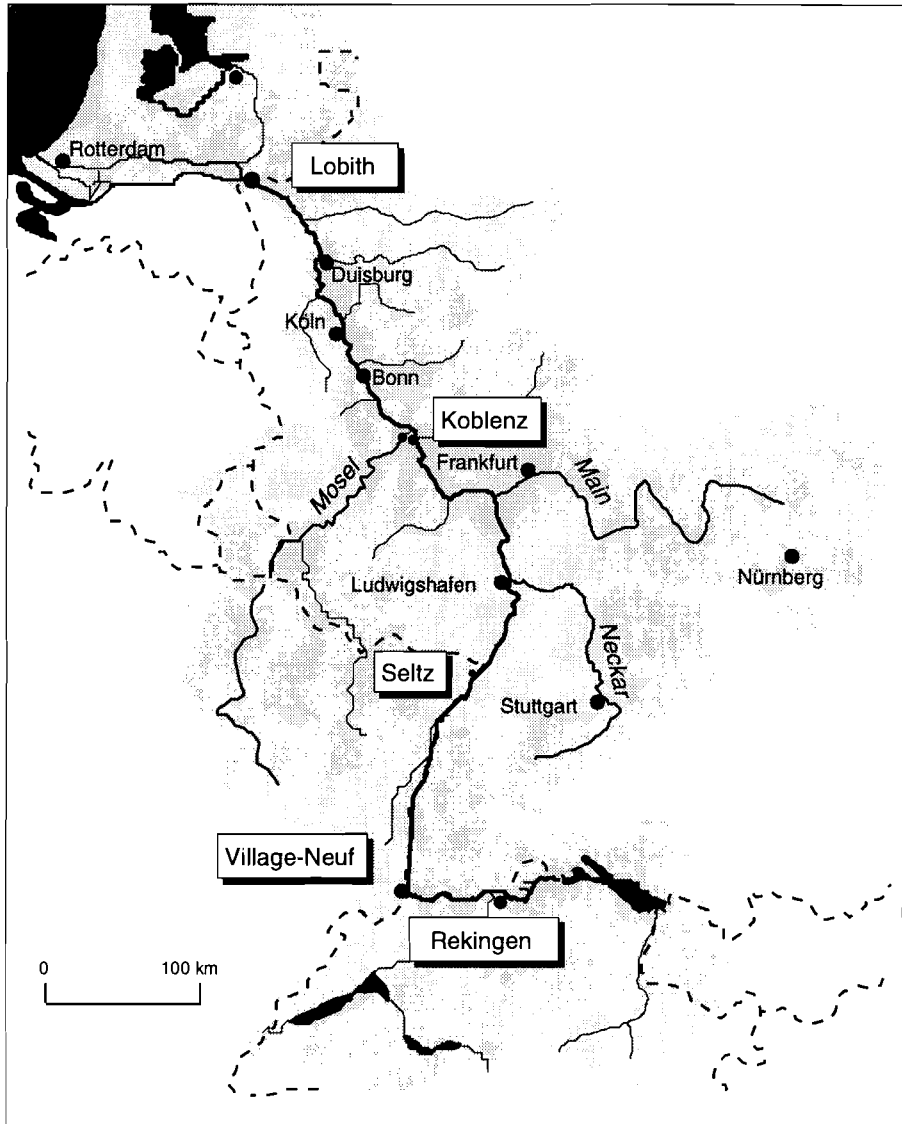 Rotterdam
Lobith
Duisburg
Köln
Bonn
Koblenz
Frankfurt
Main
Mosel
Nürnberg
Ludwigshafen
Neckar
Seltz
Stuttgart
Village-Neuf
Rekingen
0 100 km